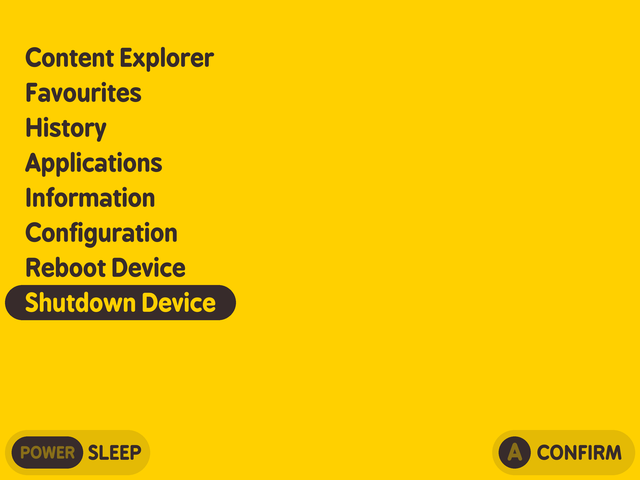 Content Explorer
Favourites
History
Applications
Information
Configuration
Reboot Device
Shutdown Device
POWER SLEEP
A CONFIRM